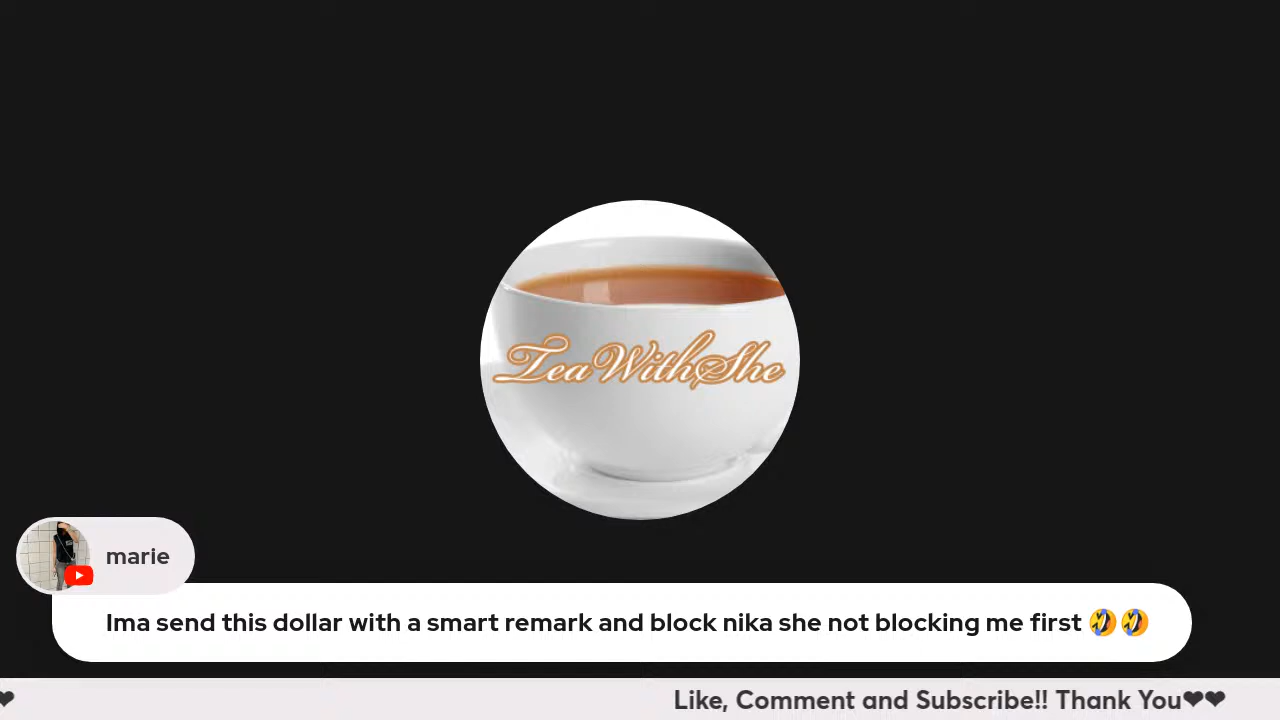 TeaWithShe
marie
Ima send this dollar with a smart remark and block nika she not blocking me first 🤣🤣
❤ Like, Comment and Subscribe!! Thank You❤❤